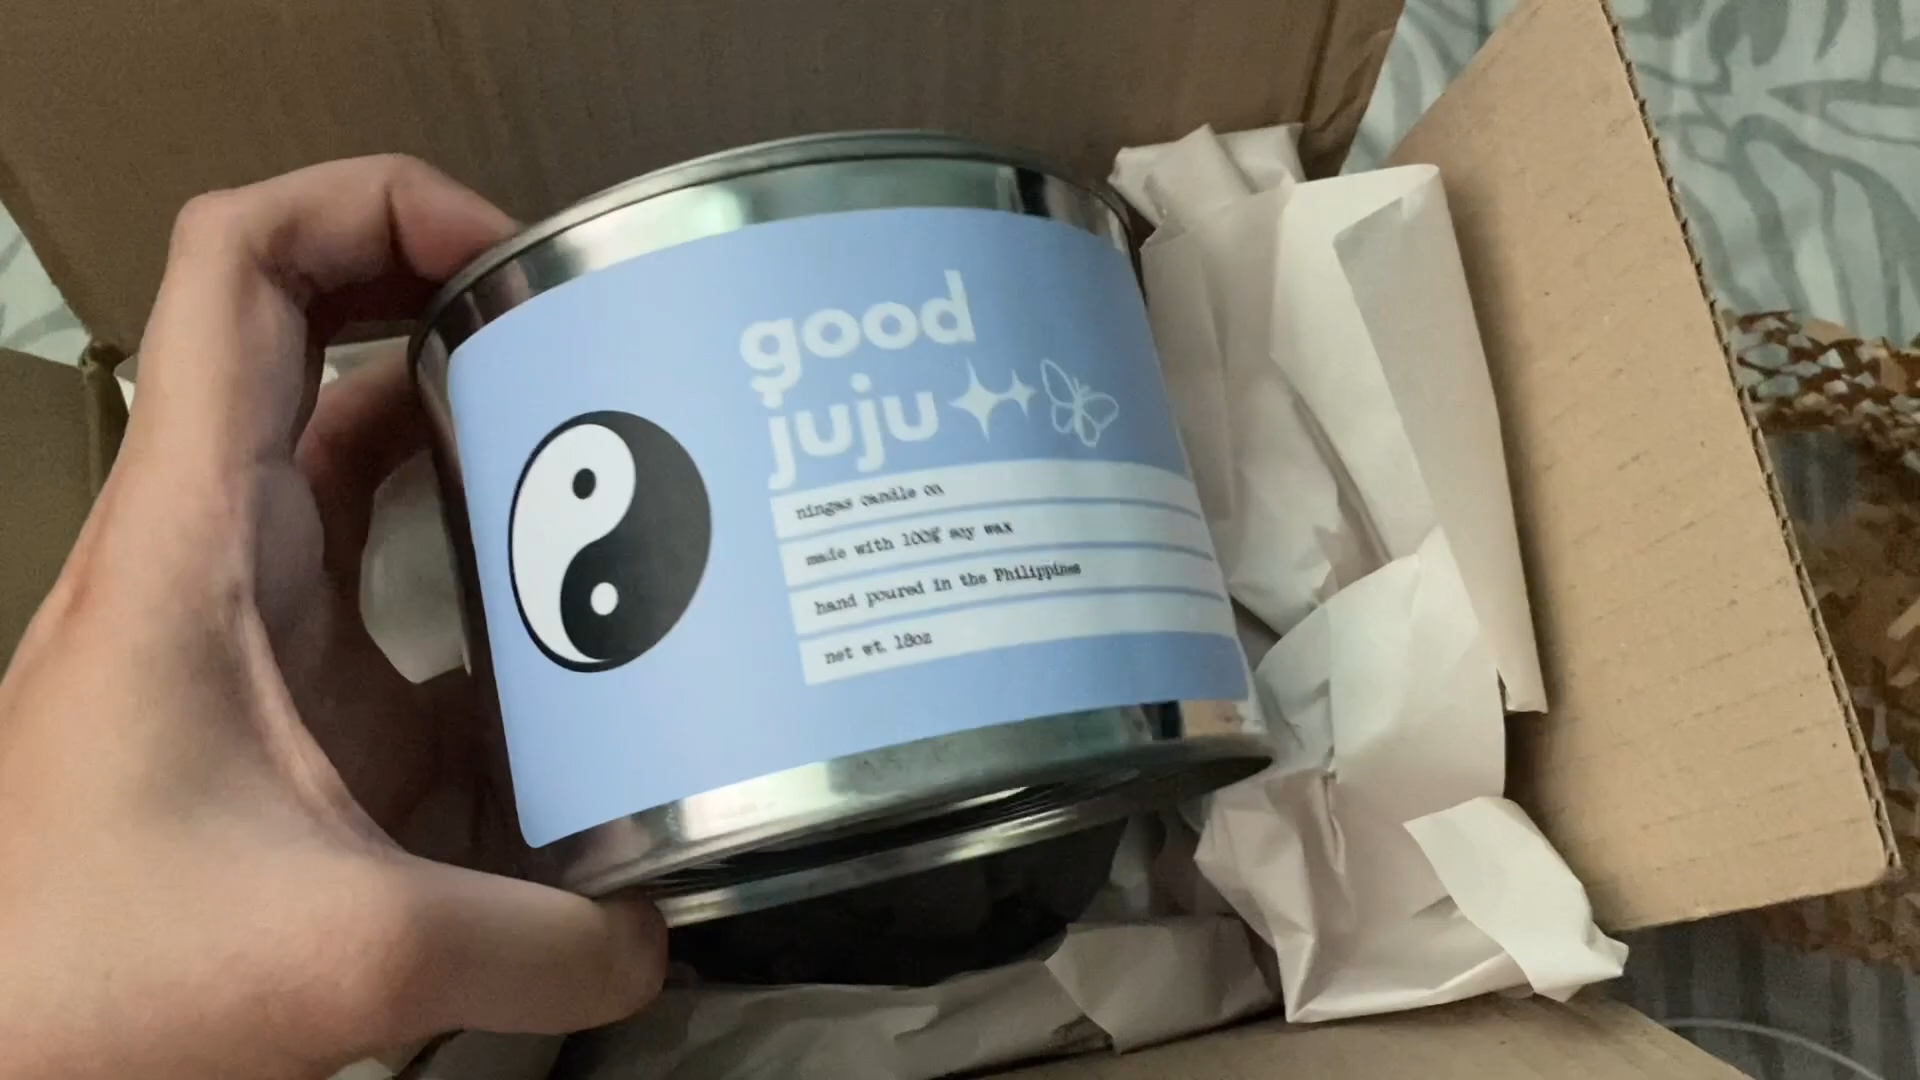 good
juju
ningas candle co.
made with 100% soy wax
hand poured in the Philippines
net wt. 18oz